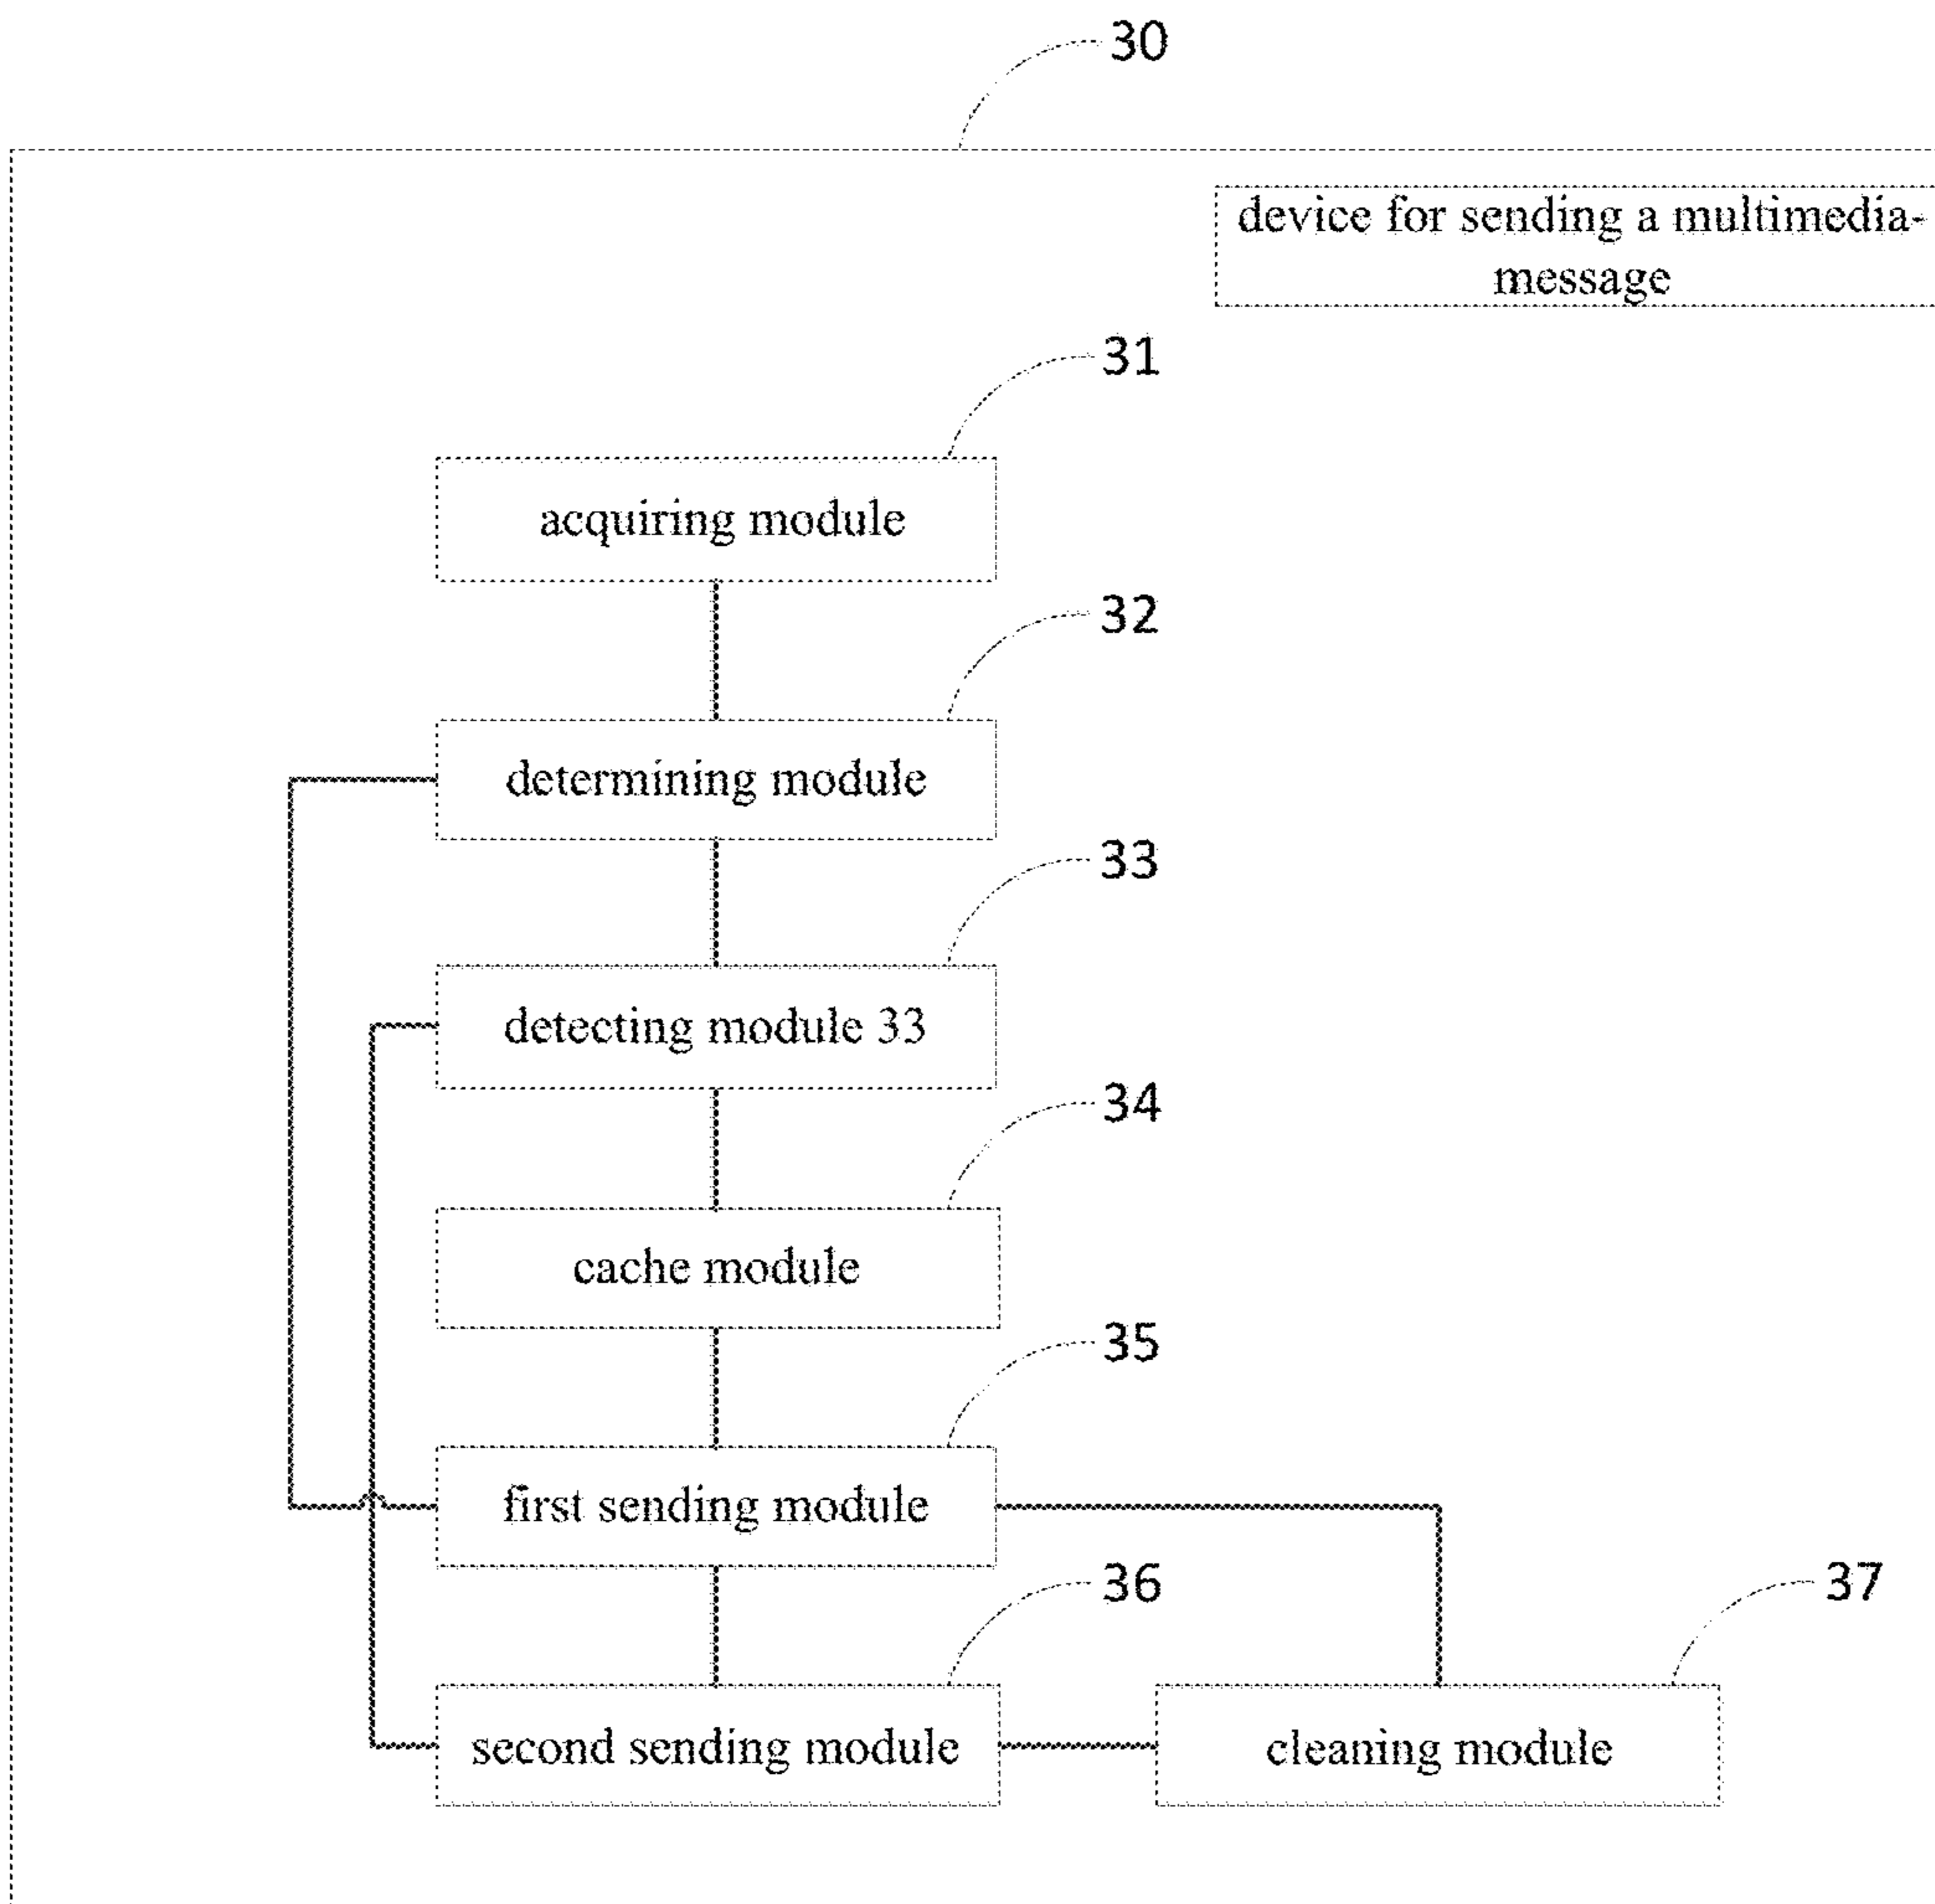 30
device for sending a multimedia-
message
31
acquiring module
32
determining module
33
detecting module 33
34
cache module
35
first sending module
36
37
second sending module
cleaning module